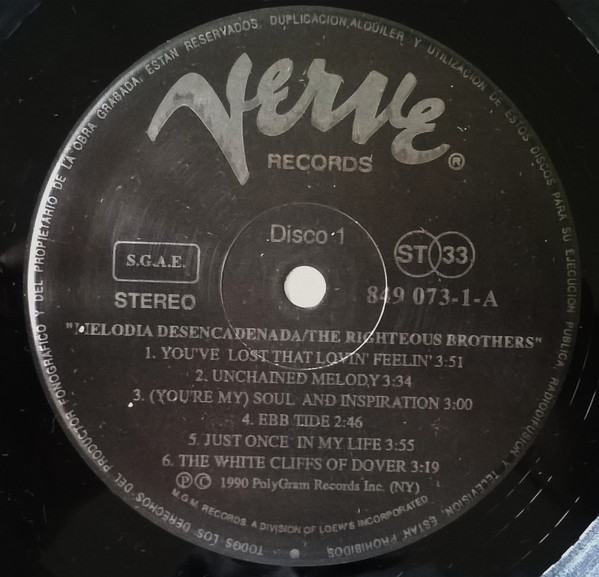 TODOS LOS DERECHOS DEL PRODUCTOR FONOGRAFICO Y DEL PROPIETARIO DE LA OBRA GRABADA, ESTAN RESERVADOS. DUPLICACION, ALQUILER Y UTILIZACION DE ESTOS DISCOS PARA SU EJECUCION PUBLICA, RADIODIFUSION Y TELEVISION, ESTAN PROHIBIDOS
Verve
RECORDS ®
Disco 1
S.G.A.E.
ST 33
STEREO
849 073-1-A
"MELODIA DESENCADENADA/THE RIGHTEOUS BROTHERS"
1. YOU'VE LOST THAT LOVIN' FEELIN' 3:51
2. UNCHAINED MELODY 3:34
3. (YOU'RE MY) SOUL AND INSPIRATION 3:00
4. EBB TIDE 2:46
5. JUST ONCE IN MY LIFE 3:55
6. THE WHITE CLIFFS OF DOVER 3:19
Ⓟ Ⓒ 1990 PolyGram Records Inc. (NY)
M.G.M. RECORDS, A DIVISION OF LOEW'S INCORPORATED